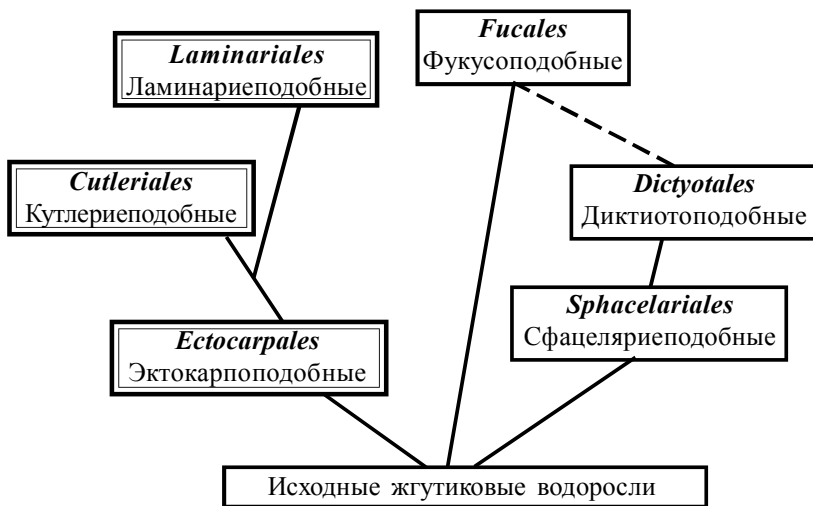 Fucales
Фукусоподобные
Laminariales
Ламинариеподобные
Cutleriales
Кутлериеподобные
Dictyotales
Диктиотоподобные
Sphacelariales
Сфацеляриеподобные
Ectocarpales
Эктокарпоподобные
Исходные жгутиковые водоросли